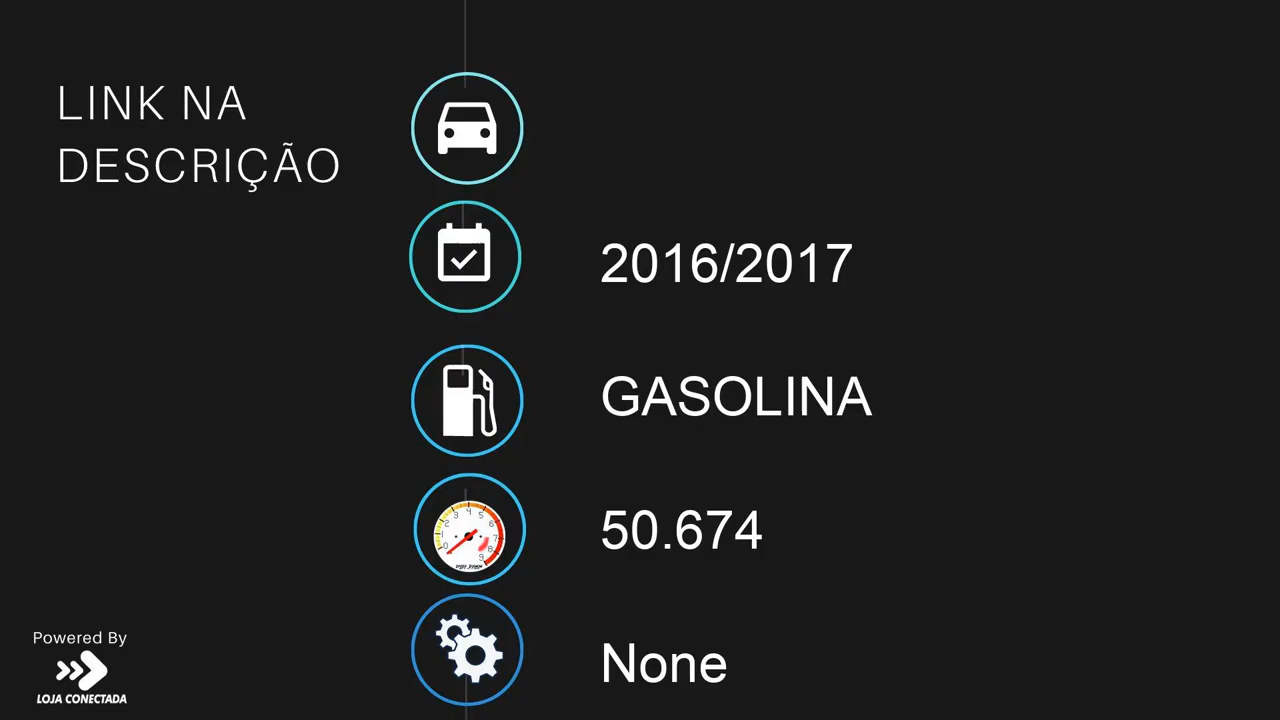 LINK NA
DESCRIÇÃO
2016/2017
GASOLINA
50.674
None
Powered By
LOJA CONECTADA